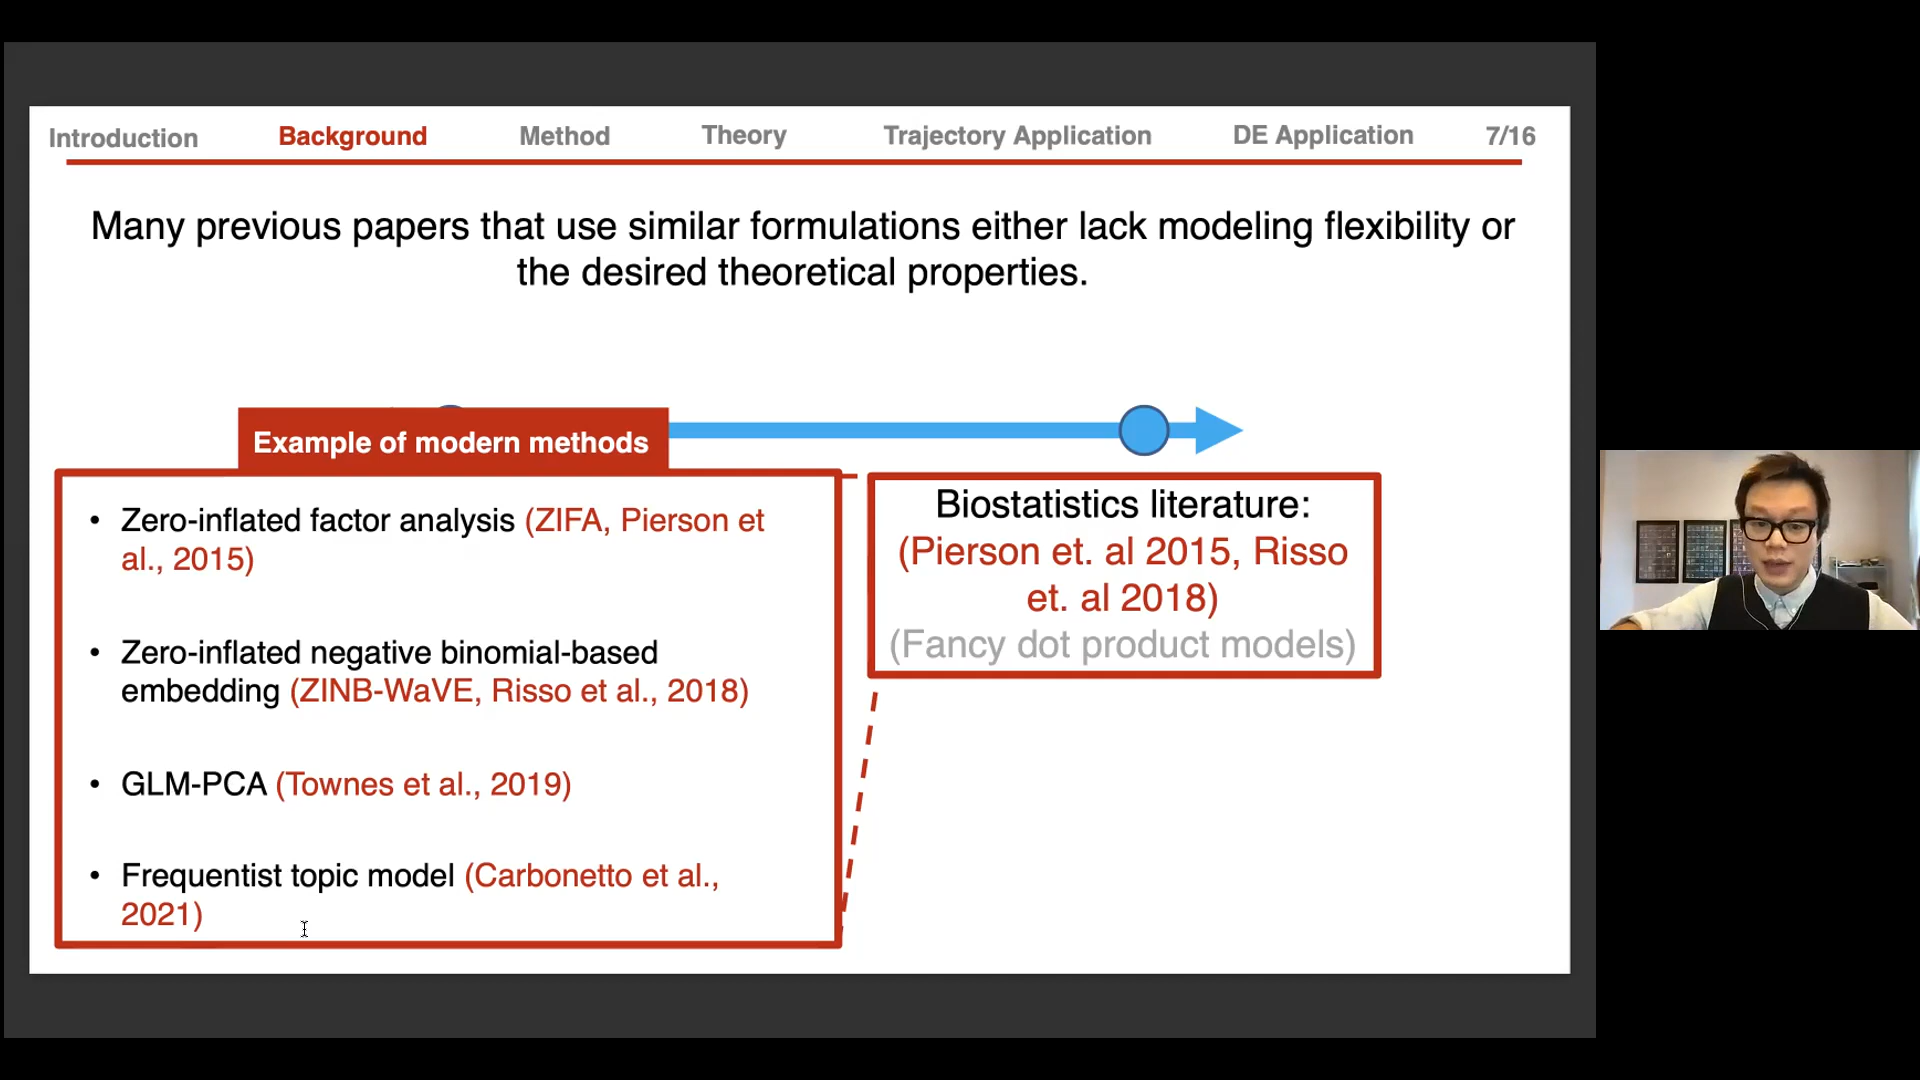 Introduction Background Method Theory Trajectory Application DE Application 7/16
Many previous papers that use similar formulations either lack modeling flexibility or
the desired theoretical properties.
Example of modern methods
• Zero-inflated factor analysis (ZIFA, Pierson et
al., 2015)
• Zero-inflated negative binomial-based
embedding (ZINB-WaVE, Risso et al., 2018)
• GLM-PCA (Townes et al., 2019)
• Frequentist topic model (Carbonetto et al.,
2021)
Biostatistics literature:
(Pierson et. al 2015, Risso
et. al 2018)
(Fancy dot product models)